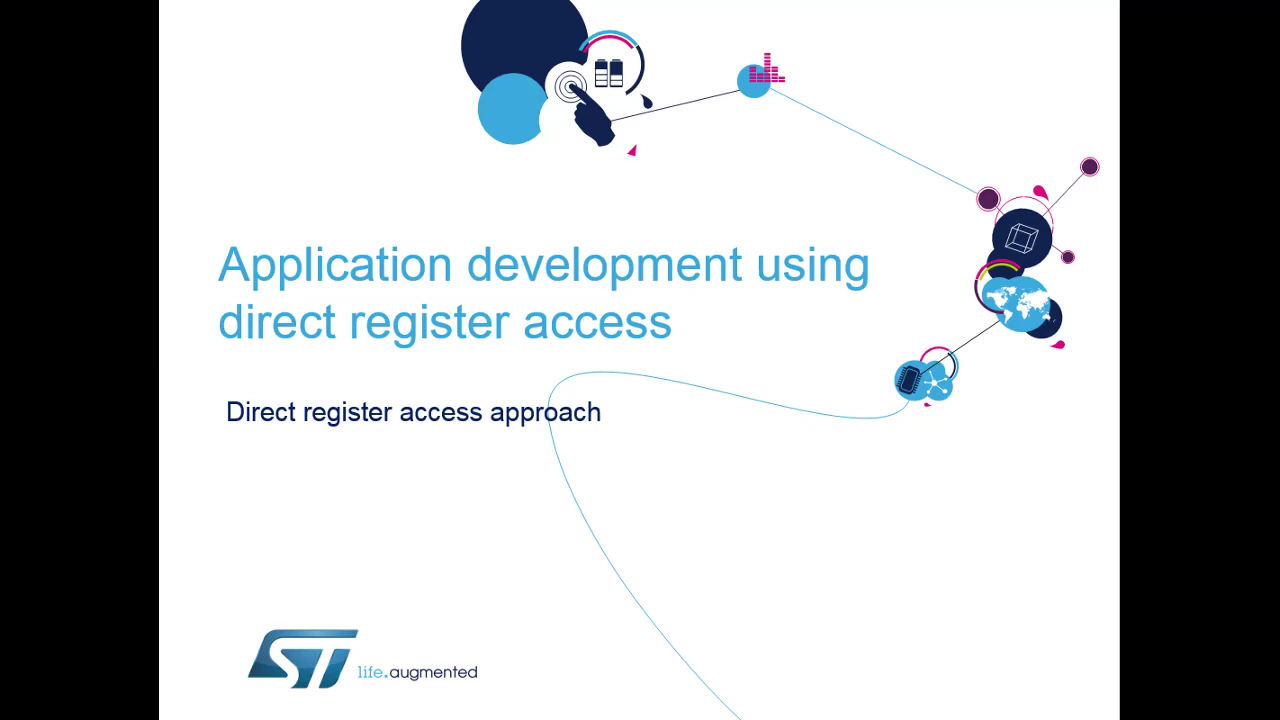 Application development using
direct register access
Direct register access approach
ST life.augmented